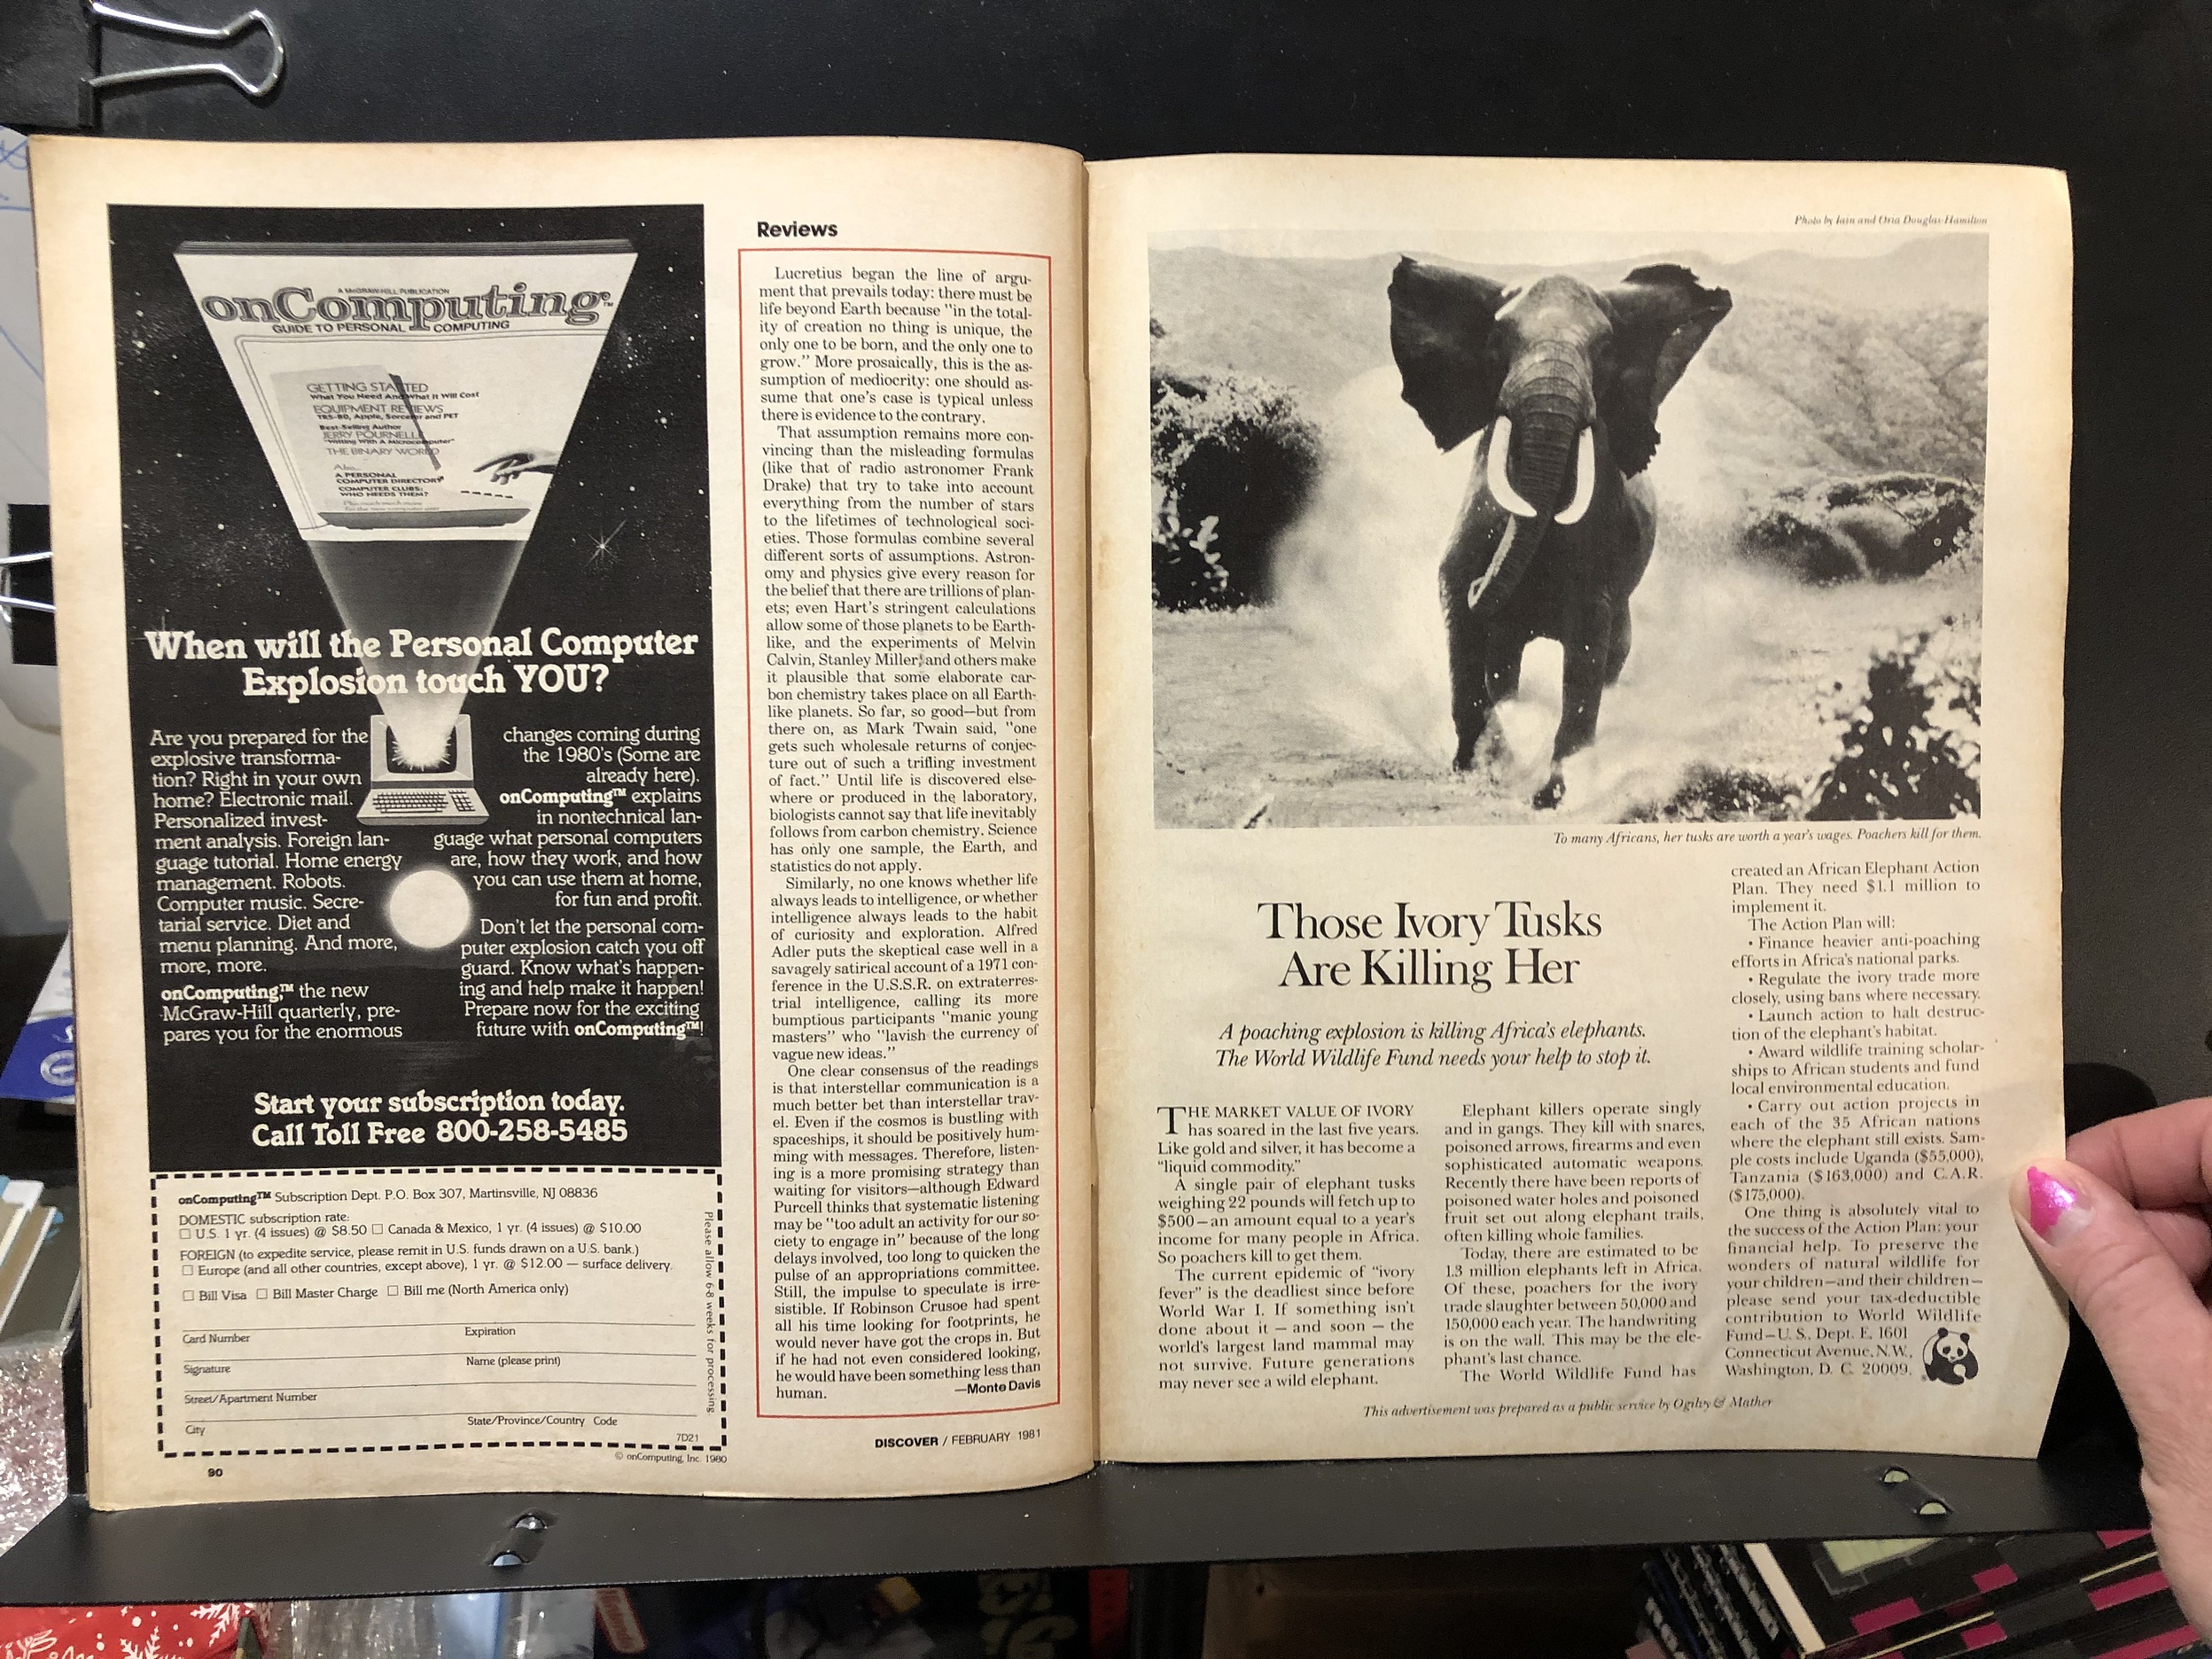 A McGRAW-HILL PUBLICATION
onComputing™
GUIDE TO PERSONAL COMPUTING
GETTING STARTED
What You Need And What It Will Cost
EQUIPMENT REVIEWS
TRS-80, Apple, Sorcerer and PET
Best-Selling Author
JERRY POURNELLE
"Writing With A Microcomputer"
THE BINARY WORLD
Also...
A PERSONAL
COMPUTER DIRECTORY
COMPUTER CLUBS:
WHO NEEDS THEM?
When will the Personal Computer
Explosion touch YOU?
Are you prepared for the
explosive transforma-
tion? Right in your own
home? Electronic mail.
Personalized invest-
ment analysis. Foreign lan-
guage tutorial. Home energy
management. Robots.
Computer music. Secre-
tarial service. Diet and
menu planning. And more,
more, more.
onComputing,™ the new
McGraw-Hill quarterly, pre-
pares you for the enormous
changes coming during
the 1980's (Some are
already here).
onComputing™ explains
in nontechnical lan-
guage what personal computers
are, how they work, and how
you can use them at home,
for fun and profit.
Don't let the personal com-
puter explosion catch you off
guard. Know what's happen-
ing and help make it happen!
Prepare now for the exciting
future with onComputing™!
Start your subscription today.
Call Toll Free 800-258-5485
onComputing™ Subscription Dept. P.O. Box 307, Martinsville, NJ 08836
DOMESTIC subscription rate:
☐ U.S. 1 yr. (4 issues) @ $8.50 ☐ Canada & Mexico, 1 yr. (4 issues) @ $10.00
FOREIGN (to expedite service, please remit in U.S. funds drawn on a U.S. bank.)
☐ Europe (and all other countries, except above), 1 yr. @ $12.00 — surface delivery.
☐ Bill Visa ☐ Bill Master Charge ☐ Bill me (North America only)
Card Number Expiration
Signature Name (please print)
Street/Apartment Number
City State/Province/Country Code
7D21
Please allow 6-8 weeks for processing.
© onComputing, Inc. 1980
90
Reviews
Lucretius began the line of argu-
ment that prevails today: there must be
life beyond Earth because "in the total-
ity of creation no thing is unique, the
only one to be born, and the only one to
grow." More prosaically, this is the as-
sumption of mediocrity: one should as-
sume that one's case is typical unless
there is evidence to the contrary.
That assumption remains more con-
vincing than the misleading formulas
(like that of radio astronomer Frank
Drake) that try to take into account
everything from the number of stars
to the lifetimes of technological soci-
eties. Those formulas combine several
different sorts of assumptions. Astron-
omy and physics give every reason for
the belief that there are trillions of plan-
ets; even Hart's stringent calculations
allow some of those planets to be Earth-
like, and the experiments of Melvin
Calvin, Stanley Miller, and others make
it plausible that some elaborate car-
bon chemistry takes place on all Earth-
like planets. So far, so good—but from
there on, as Mark Twain said, "one
gets such wholesale returns of conjec-
ture out of such a trifling investment
of fact." Until life is discovered else-
where or produced in the laboratory,
biologists cannot say that life inevitably
follows from carbon chemistry. Science
has only one sample, the Earth, and
statistics do not apply.
Similarly, no one knows whether life
always leads to intelligence, or whether
intelligence always leads to the habit
of curiosity and exploration. Alfred
Adler puts the skeptical case well in a
savagely satirical account of a 1971 con-
ference in the U.S.S.R. on extraterres-
trial intelligence, calling its more
bumptious participants "manic young
masters" who "lavish the currency of
vague new ideas."
One clear consensus of the readings
is that interstellar communication is a
much better bet than interstellar trav-
el. Even if the cosmos is bustling with
spaceships, it should be positively hum-
ming with messages. Therefore, listen-
ing is a more promising strategy than
waiting for visitors—although Edward
Purcell thinks that systematic listening
may be "too adult an activity for our so-
ciety to engage in" because of the long
delays involved, too long to quicken the
pulse of an appropriations committee.
Still, the impulse to speculate is irre-
sistible. If Robinson Crusoe had spent
all his time looking for footprints, he
would never have got the crops in. But
if he had not even considered looking,
he would have been something less than
human. —Monte Davis
DISCOVER / FEBRUARY 1981
Photo by Iain and Oria Douglas-Hamilton
To many Africans, her tusks are worth a year's wages. Poachers kill for them.
Those Ivory Tusks
Are Killing Her
A poaching explosion is killing Africa's elephants.
The World Wildlife Fund needs your help to stop it.
THE MARKET VALUE OF IVORY
has soared in the last five years.
Like gold and silver, it has become a
"liquid commodity."
A single pair of elephant tusks
weighing 22 pounds will fetch up to
$500—an amount equal to a year's
income for many people in Africa.
So poachers kill to get them.
The current epidemic of "ivory
fever" is the deadliest since before
World War I. If something isn't
done about it — and soon — the
world's largest land mammal may
not survive. Future generations
may never see a wild elephant.
Elephant killers operate singly
and in gangs. They kill with snares,
poisoned arrows, firearms and even
sophisticated automatic weapons.
Recently there have been reports of
poisoned water holes and poisoned
fruit set out along elephant trails,
often killing whole families.
Today, there are estimated to be
1.3 million elephants left in Africa.
Of these, poachers for the ivory
trade slaughter between 50,000 and
150,000 each year. The handwriting
is on the wall. This may be the ele-
phant's last chance.
The World Wildlife Fund has
created an African Elephant Action
Plan. They need $1.1 million to
implement it.
The Action Plan will:
• Finance heavier anti-poaching
efforts in Africa's national parks.
• Regulate the ivory trade more
closely, using bans where necessary.
• Launch action to halt destruc-
tion of the elephant's habitat.
• Award wildlife training scholar-
ships to African students and fund
local environmental education.
• Carry out action projects in
each of the 35 African nations
where the elephant still exists. Sam-
ple costs include Uganda ($55,000),
Tanzania ($163,000) and C.A.R.
($175,000).
One thing is absolutely vital to
the success of the Action Plan: your
financial help. To preserve the
wonders of natural wildlife for
your children—and their children—
please send your tax-deductible
contribution to World Wildlife
Fund—U.S., Dept. E, 1601
Connecticut Avenue, N.W.,
Washington, D. C. 20009.
This advertisement was prepared as a public service by Ogilvy & Mather